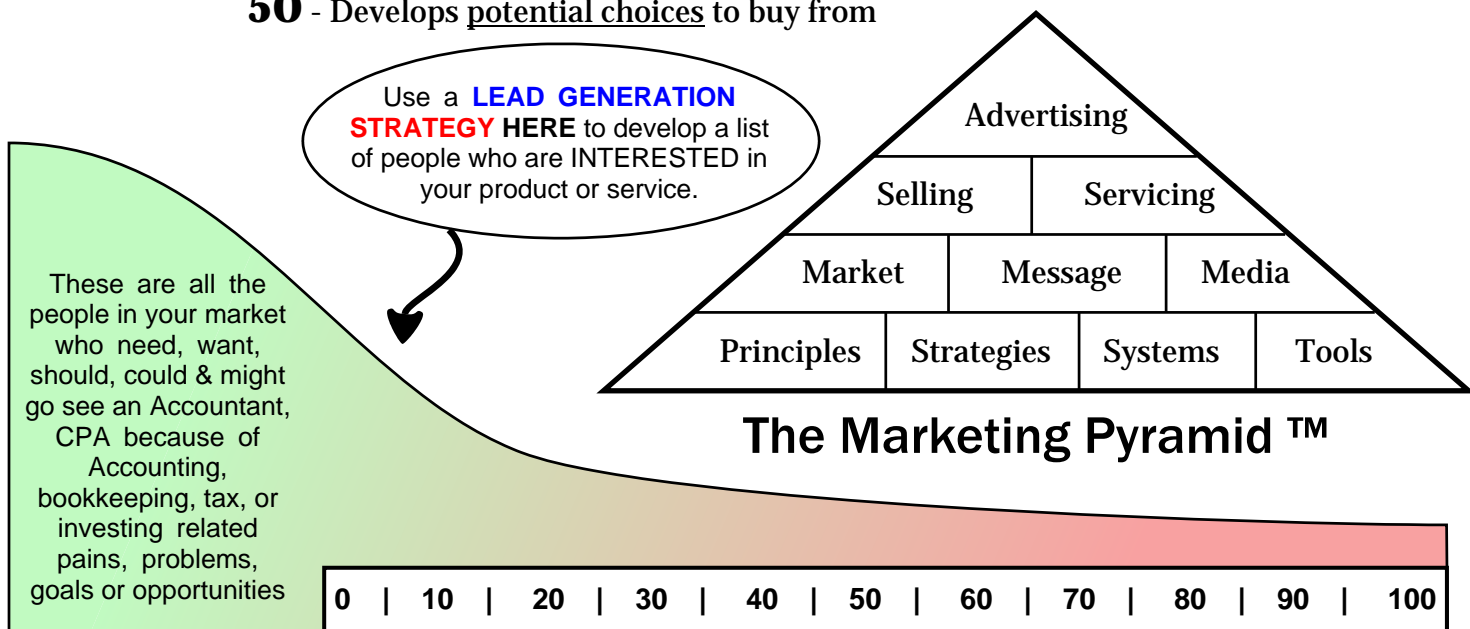 50 - Develops potential choices to buy from
Use a LEAD GENERATION
STRATEGY HERE to develop a list
of people who are INTERESTED in
your product or service.
Advertising
Selling Servicing
Market Message Media
Principles Strategies Systems Tools
The Marketing Pyramid ™
These are all the
people in your market
who need, want,
should, could & might
go see an Accountant,
CPA because of
Accounting,
bookkeeping, tax, or
investing related
pains, problems,
goals or opportunities
0 | 10 | 20 | 30 | 40 | 50 | 60 | 70 | 80 | 90 | 100